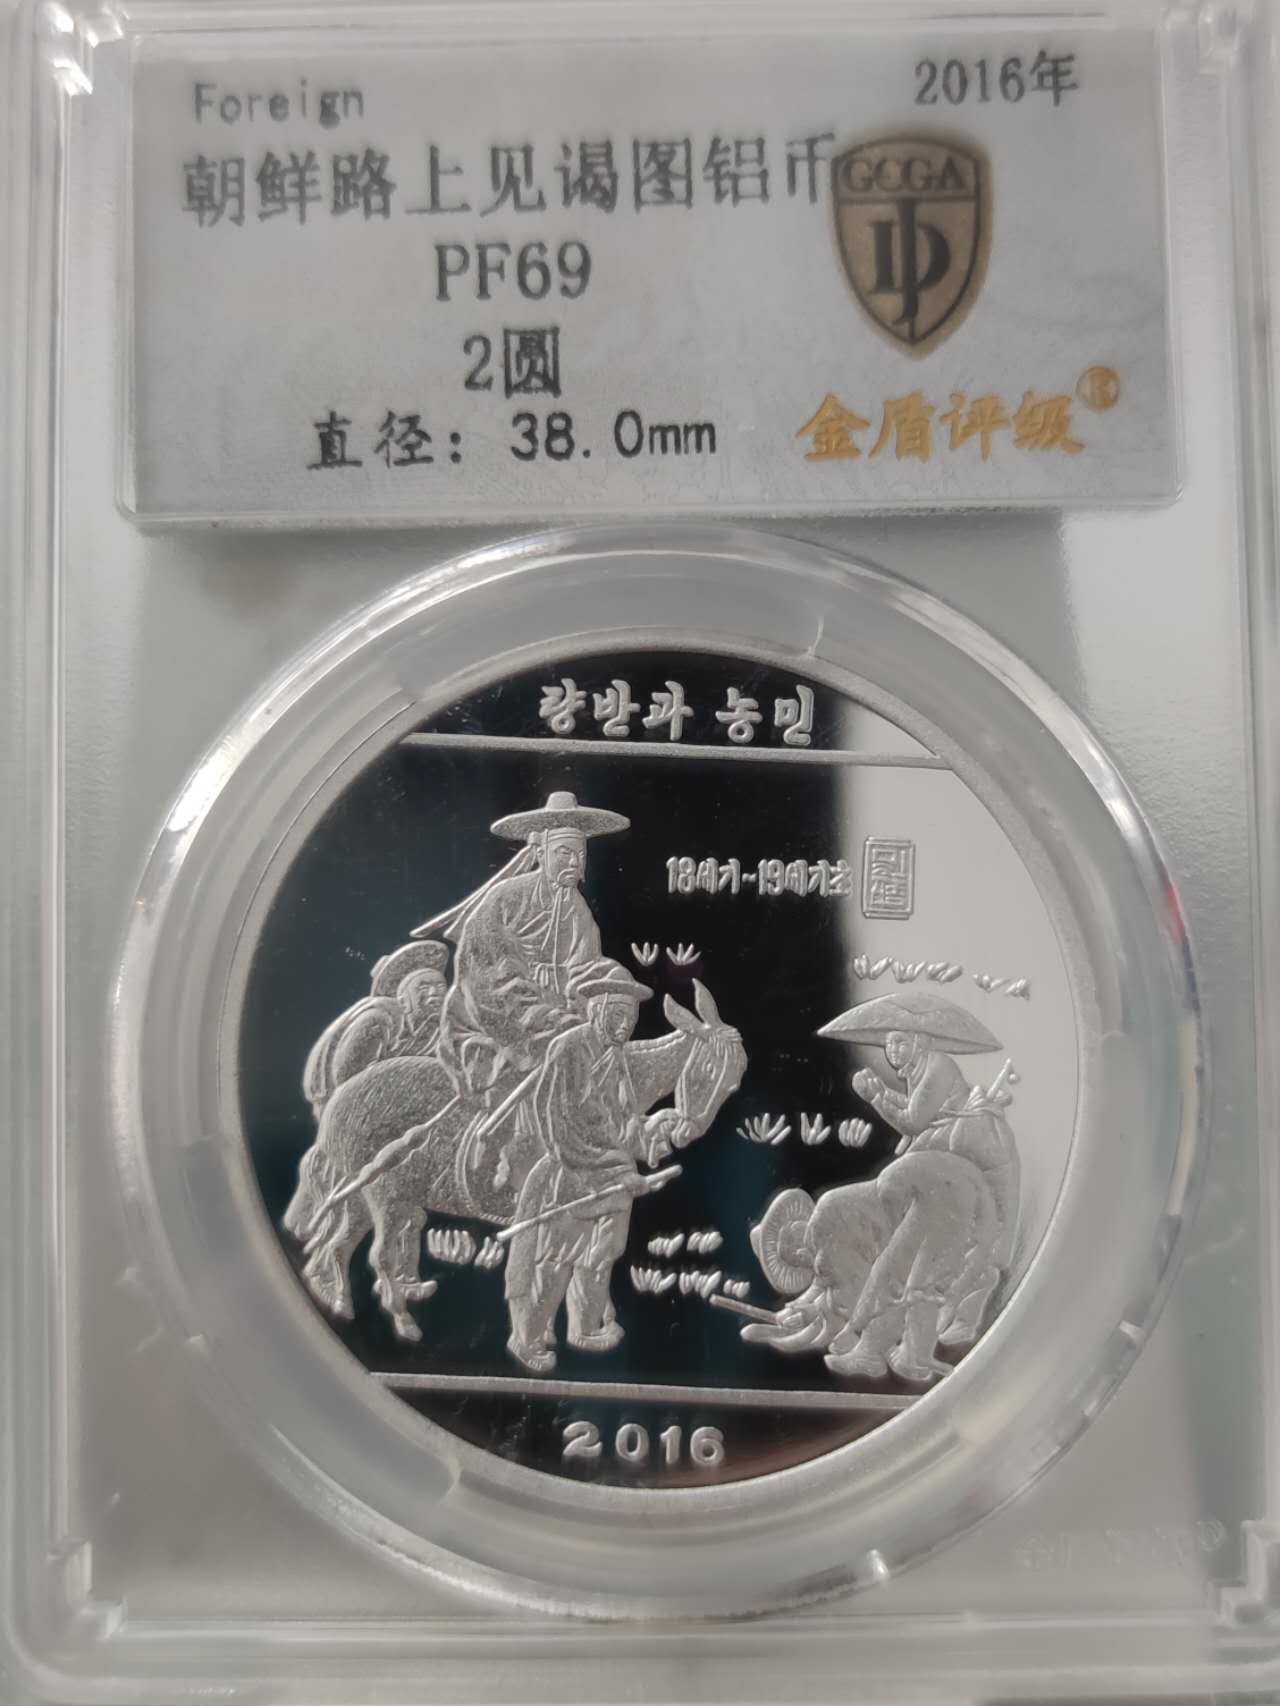 Foreign
2016年
朝鲜路上见谒图铝币
GCGA
PF69
2圆
金盾评级®
直径：38.0mm
량반과 농민
18세기~19세기초
2016